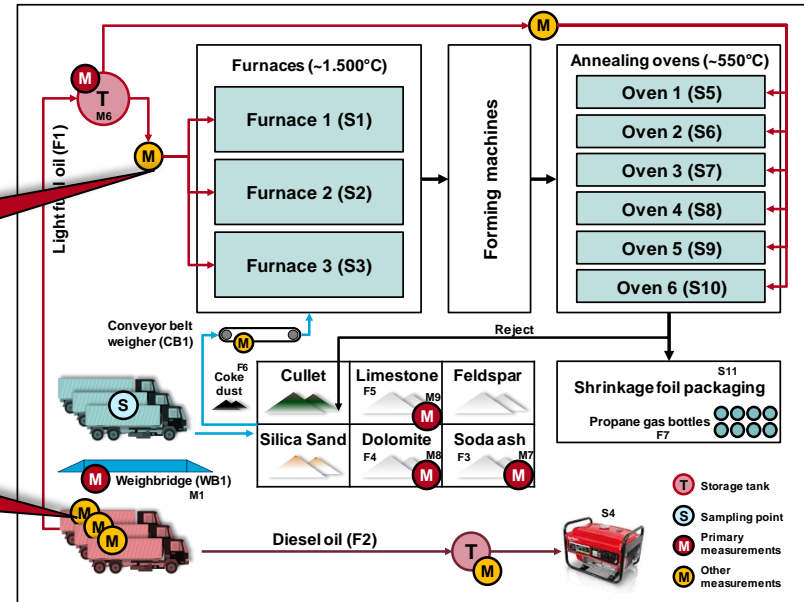 M
Furnaces (~1.500°C)
Annealing ovens (~550°C)
M
T
M6
M
Light fuel oil (F1)
Furnace 1 (S1)
Furnace 2 (S2)
Furnace 3 (S3)
Forming machines
Oven 1 (S5)
Oven 2 (S6)
Oven 3 (S7)
Oven 4 (S8)
Oven 5 (S9)
Oven 6 (S10)
Conveyor belt
weigher (CB1)
M
Reject
F6
Coke
dust
Cullet
Limestone
F5
M9
M
Feldspar
Silica Sand
Dolomite
F4
M8
M
Soda ash
F3
M7
M
S11
Shrinkage foil packaging
Propane gas bottles
F7
S
M
Weighbridge (WB1)
M1
M
M
M
Diesel oil (F2)
T
M
S4
T
Storage tank
S
Sampling point
M
Primary
measurements
M
Other
measurements